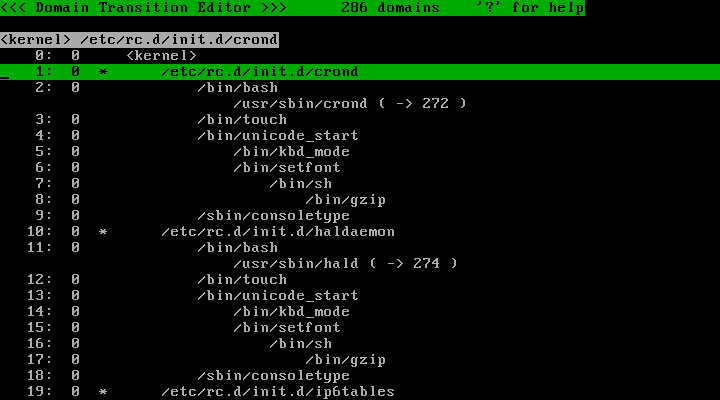 <<< Domain Transition Editor >>>      286 domains    '?' for help
<kernel> /etc/rc.d/init.d/crond
0:  0     <kernel>
1:  0  *      /etc/rc.d/init.d/crond
2:  0             /bin/bash
/usr/sbin/crond ( -> 272 )
3:  0             /bin/touch
4:  0             /bin/unicode_start
5:  0                 /bin/kbd_mode
6:  0                 /bin/setfont
7:  0                     /bin/sh
8:  0                         /bin/gzip
9:  0             /sbin/consoletype
10:  0  *      /etc/rc.d/init.d/haldaemon
11:  0             /bin/bash
/usr/sbin/hald ( -> 274 )
12:  0             /bin/touch
13:  0             /bin/unicode_start
14:  0                 /bin/kbd_mode
15:  0                 /bin/setfont
16:  0                     /bin/sh
17:  0                         /bin/gzip
18:  0             /sbin/consoletype
19:  0  *      /etc/rc.d/init.d/ip6tables